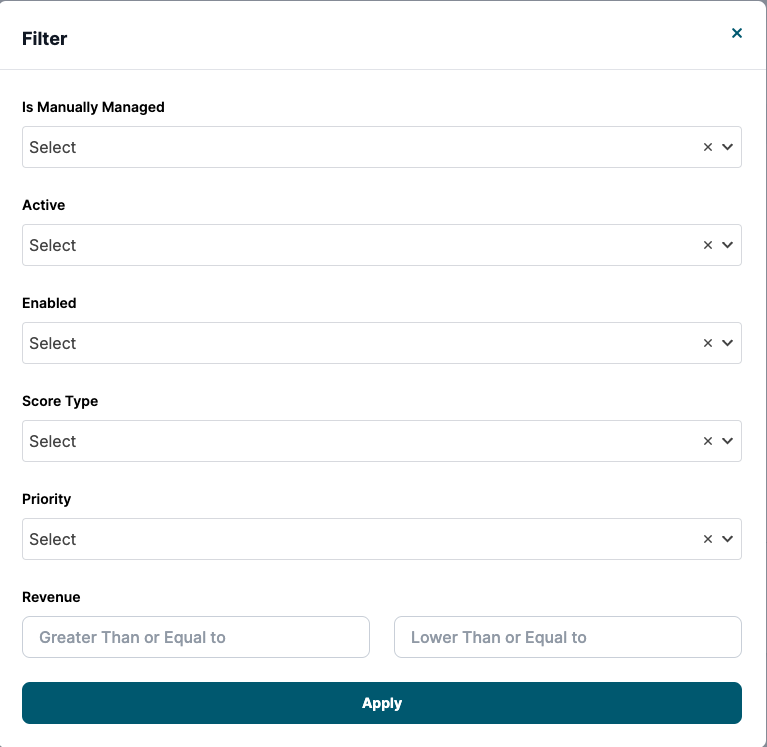 Filter
Is Manually Managed
Select
Active
Select
Enabled
Select
Score Type
Select
Priority
Select
Revenue
Greater Than or Equal to Lower Than or Equal to
Apply